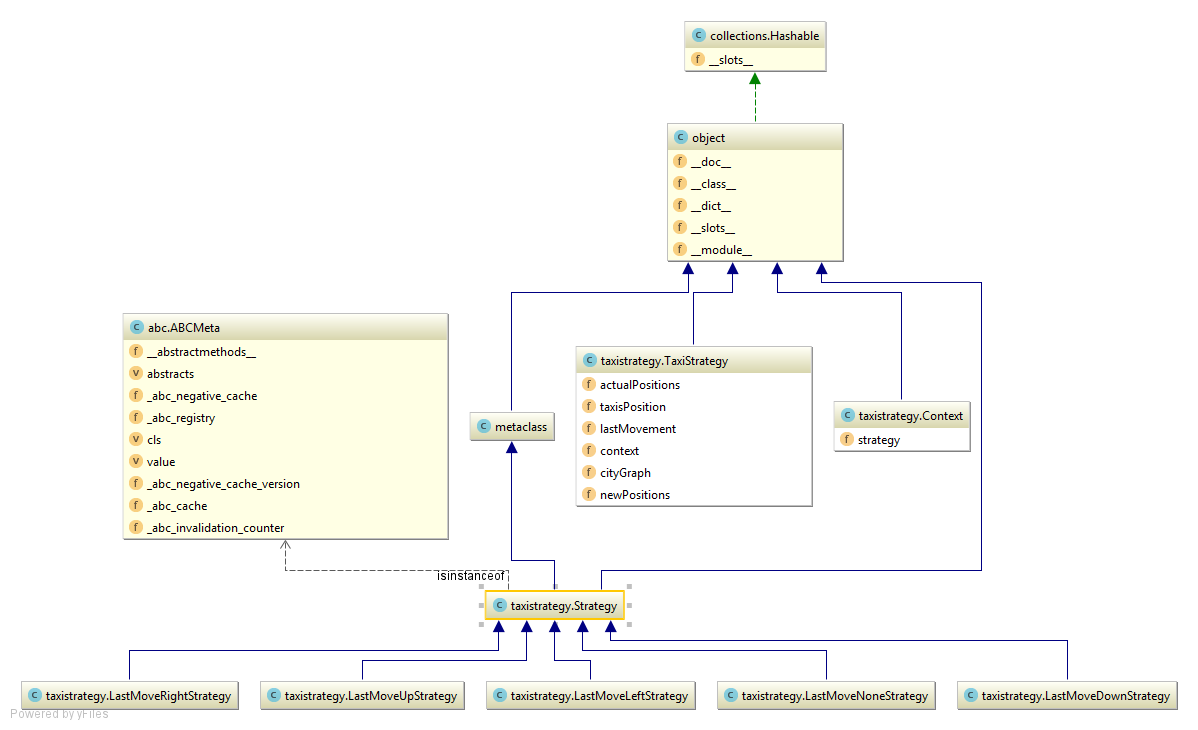 collections.Hashable
f __slots__
object
f __doc__
f __class__
f __dict__
f __slots__
f __module__
C abc.ABCMeta
f __abstractmethods__
V abstracts
f _abc_negative_cache
f _abc_registry
V cls
V value
f _abc_negative_cache_version
f _abc_cache
f _abc_invalidation_counter
C metaclass
C taxistrategy.TaxiStrategy
f actualPositions
f taxisPosition
f lastMovement
f context
f cityGraph
f newPositions
C taxistrategy.Context
f strategy
isinstanceof
C taxistrategy.Strategy
C taxistrategy.LastMoveRightStrategy
C taxistrategy.LastMoveUpStrategy
C taxistrategy.LastMoveLeftStrategy
C taxistrategy.LastMoveNoneStrategy
C taxistrategy.LastMoveDownStrategy
Powered by yFiles